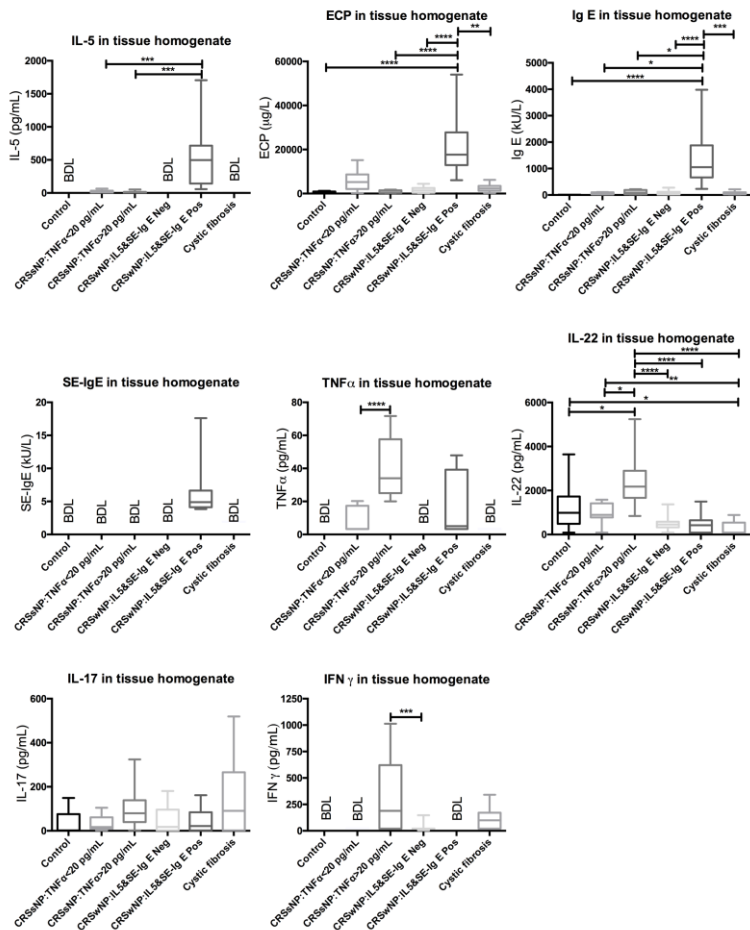 IL-5 in tissue homogenate
***
***
2000
1500
1000
500
0
IL-5 (pg/mL)
BDL
BDL
BDL
Control
CRSsNP:TNFα<20 pg/mL
CRSsNP:TNFα>20 pg/mL
CRSwNP:IL5&SE-Ig E Neg
CRSwNP:IL5&SE-Ig E Pos
Cystic fibrosis
ECP in tissue homogenate
**
****
****
****
60000
40000
20000
0
ECP (µg/L)
Control
CRSsNP:TNFα<20 pg/mL
CRSsNP:TNFα>20 pg/mL
CRSwNP:IL5&SE-Ig E Neg
CRSwNP:IL5&SE-Ig E Pos
Cystic fibrosis
Ig E in tissue homogenate
***
****
*
*
****
5000
4000
3000
2000
1000
0
Ig E (kU/L)
Control
CRSsNP:TNFα<20 pg/mL
CRSsNP:TNFα>20 pg/mL
CRSwNP:IL5&SE-Ig E Neg
CRSwNP:IL5&SE-Ig E Pos
Cystic fibrosis
SE-IgE in tissue homogenate
20
15
10
5
0
SE-IgE (kU/L)
BDL
BDL
BDL
BDL
BDL
Control
CRSsNP:TNFα<20 pg/mL
CRSsNP:TNFα>20 pg/mL
CRSwNP:IL5&SE-Ig E Neg
CRSwNP:IL5&SE-Ig E Pos
Cystic fibrosis
TNFα in tissue homogenate
****
80
60
40
20
0
TNFα (pg/mL)
BDL
BDL
BDL
Control
CRSsNP:TNFα<20 pg/mL
CRSsNP:TNFα>20 pg/mL
CRSwNP:IL5&SE-Ig E Neg
CRSwNP:IL5&SE-Ig E Pos
Cystic fibrosis
IL-22 in tissue homogenate
****
****
****
**
*
*
*
6000
4000
2000
0
IL-22 (pg/mL)
Control
CRSsNP:TNFα<20 pg/mL
CRSsNP:TNFα>20 pg/mL
CRSwNP:IL5&SE-Ig E Neg
CRSwNP:IL5&SE-Ig E Pos
Cystic fibrosis
IL-17 in tissue homogenate
600
400
200
0
IL-17 (pg/mL)
Control
CRSsNP:TNFα<20 pg/mL
CRSsNP:TNFα>20 pg/mL
CRSwNP:IL5&SE-Ig E Neg
CRSwNP:IL5&SE-Ig E Pos
Cystic fibrosis
IFN γ in tissue homogenate
***
1250
1000
750
500
250
0
IFN γ (pg/mL)
BDL
BDL
BDL
Control
CRSsNP:TNFα<20 pg/mL
CRSsNP:TNFα>20 pg/mL
CRSwNP:IL5&SE-Ig E Neg
CRSwNP:IL5&SE-Ig E Pos
Cystic fibrosis